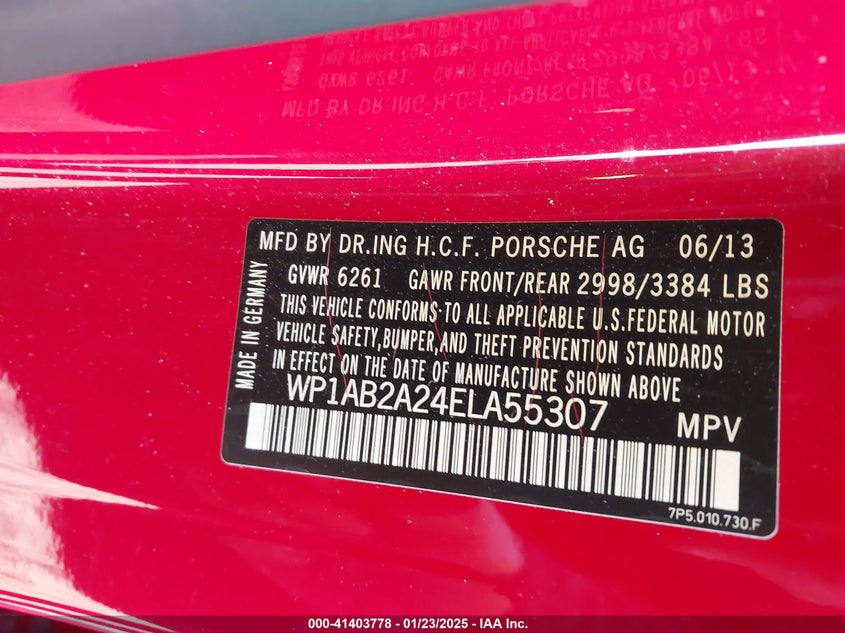 MFD BY DR.ING H.C.F. PORSCHE AG 06/13
GVWR 6261 GAWR FRONT/REAR 2998/3384 LBS
THIS VEHICLE CONFORMS TO ALL APPLICABLE U.S.FEDERAL MOTOR
VEHICLE SAFETY,BUMPER,AND THEFT PREVENTION STANDARDS
IN EFFECT ON THE DATE OF MANUFACTURE SHOWN ABOVE
WP1AB2A24ELA55307 MPV
MADE IN GERMANY
7P5.010.730.F
000-41403778 - 01/23/2025 - IAA Inc.